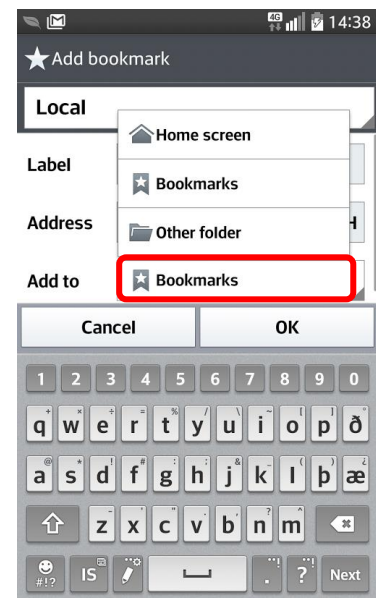 4G 14:38
Add bookmark
Local
Home screen
Label
Bookmarks
Address
Other folder
H
Add to
Bookmarks
Cancel
OK
1 2 3 4 5 6 7 8 9 0
q w e r t y u i o p ð
a s d f g h j k l þ æ
z x c v b n m
#!? IS . ? Next